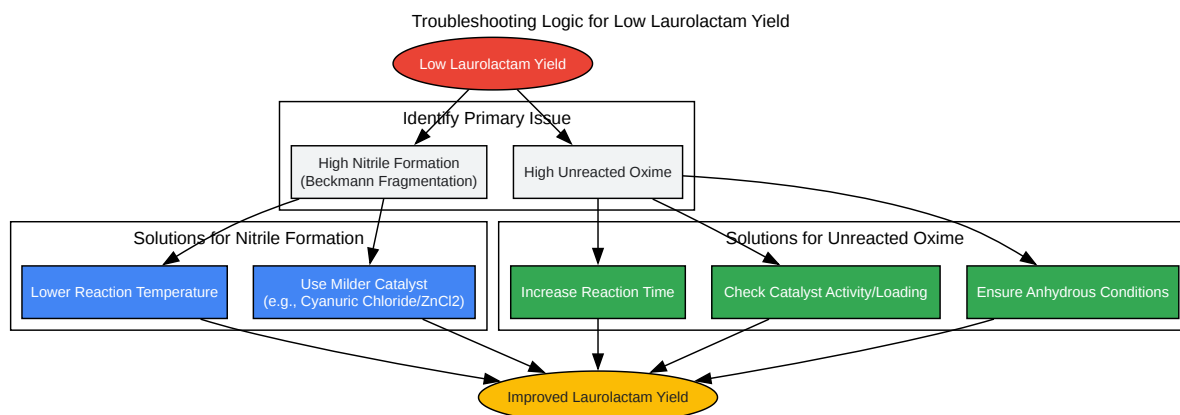 Troubleshooting Logic for Low Laurolactam Yield
Low Laurolactam Yield
Identify Primary Issue
High Nitrile Formation
(Beckmann Fragmentation)
High Unreacted Oxime
Solutions for Nitrile Formation
Solutions for Unreacted Oxime
Lower Reaction Temperature
Use Milder Catalyst
(e.g., Cyanuric Chloride/ZnCl2)
Increase Reaction Time
Check Catalyst Activity/Loading
Ensure Anhydrous Conditions
Improved Laurolactam Yield